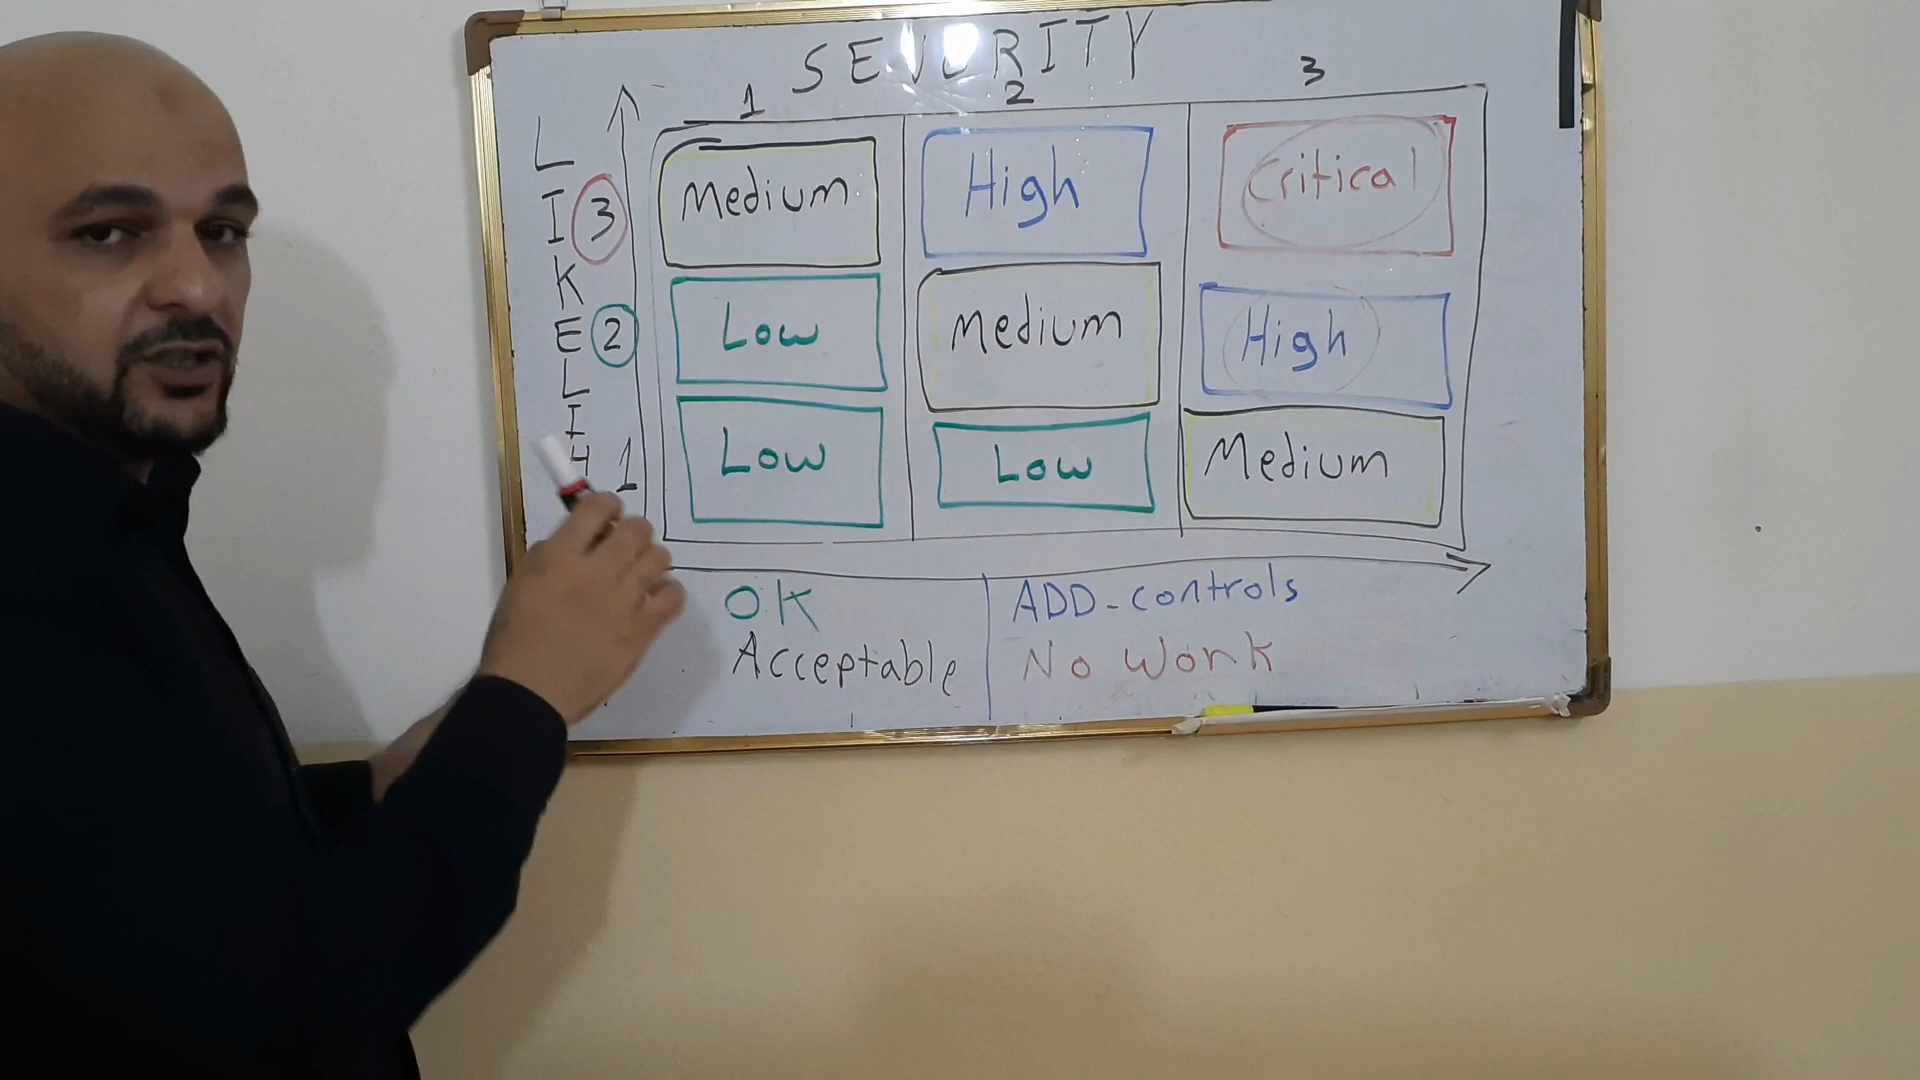 SEVERITY
1 2 3
LIKELIH
3 Medium High Critical
2 Low Medium High
1 Low Low Medium
OK ADD-controls
Acceptable No Work